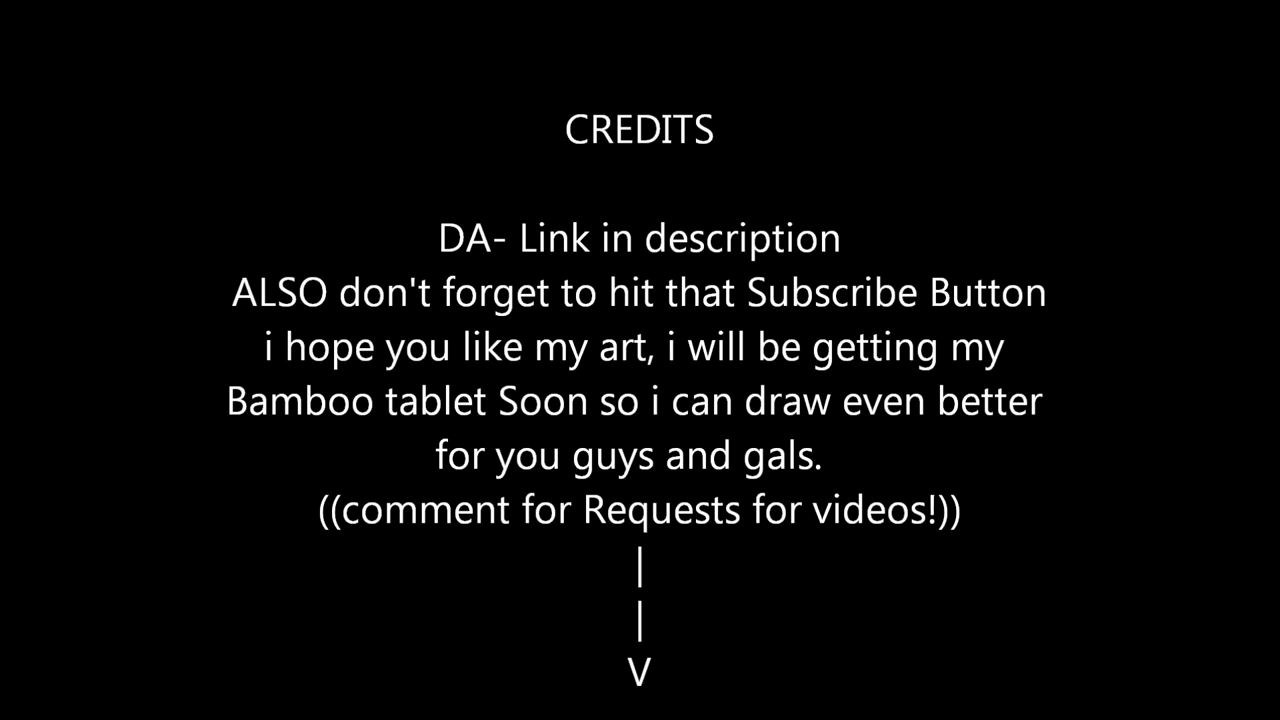 CREDITS
DA- Link in description
ALSO don't forget to hit that Subscribe Button
i hope you like my art, i will be getting my
Bamboo tablet Soon so i can draw even better
for you guys and gals.
((comment for Requests for videos!))
|
|
V